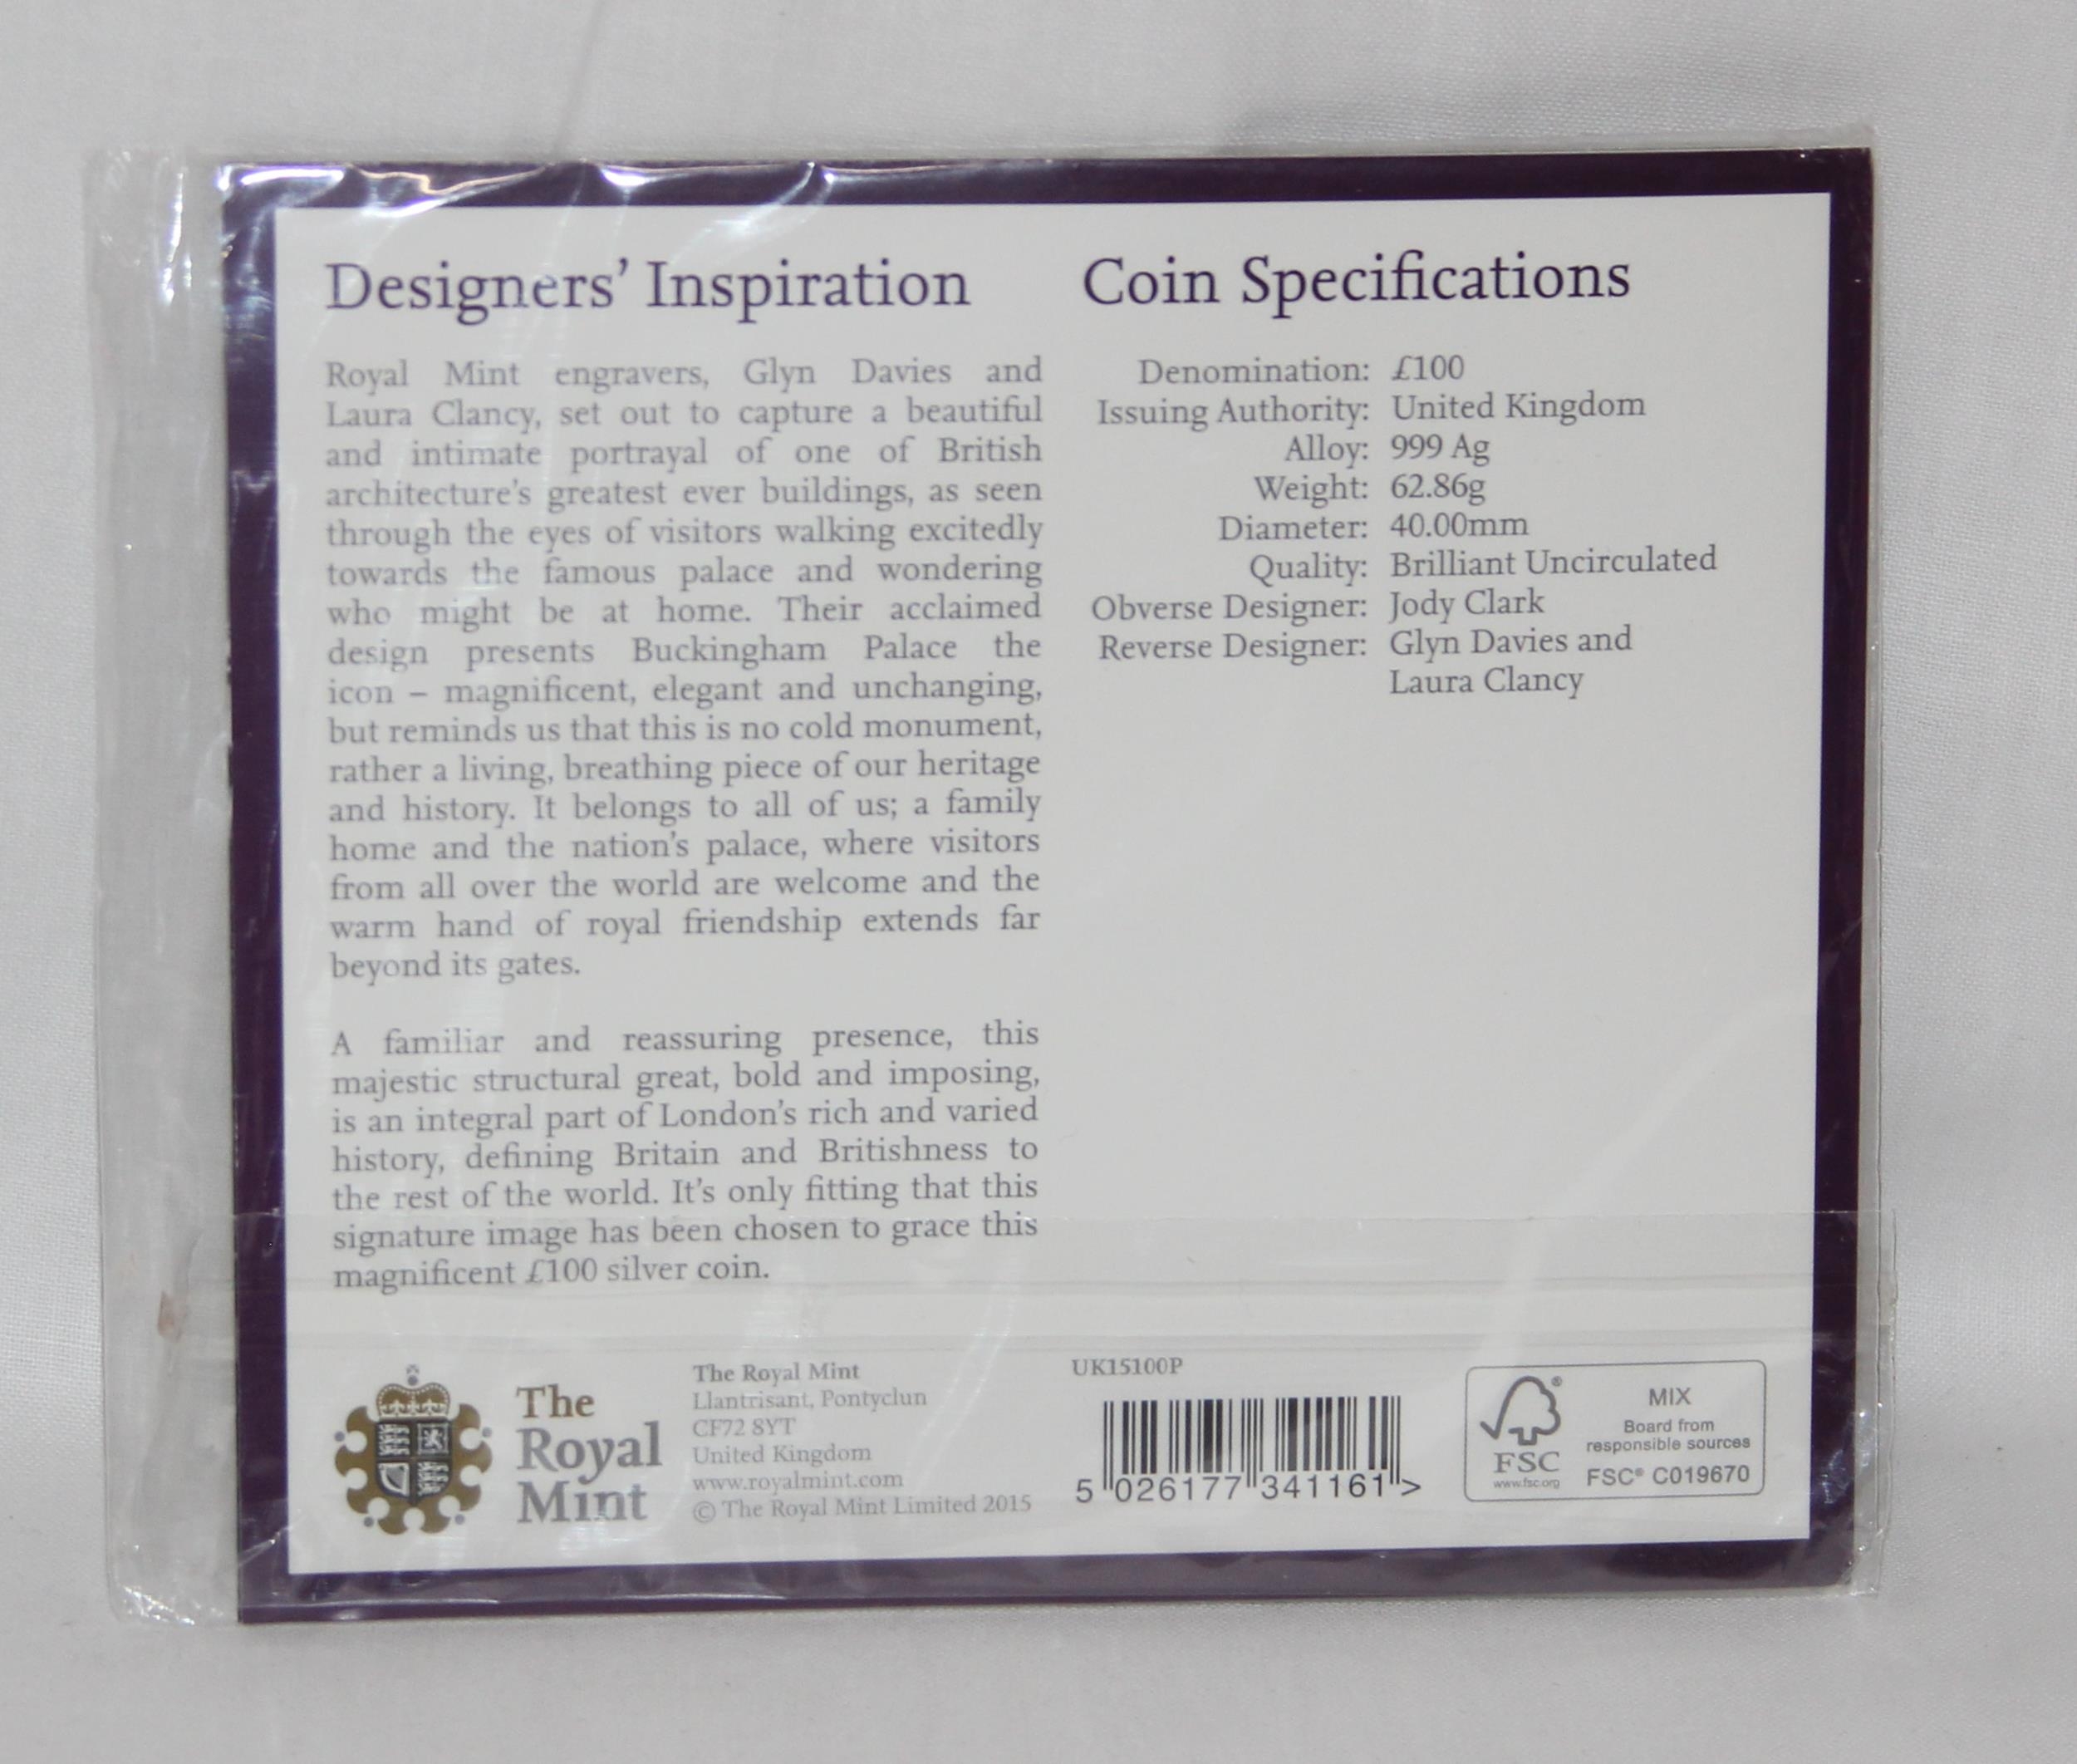 Designers' Inspiration
Royal Mint engravers, Glyn Davies and
Laura Clancy, set out to capture a beautiful
and intimate portrayal of one of British
architecture's greatest ever buildings, as seen
through the eyes of visitors walking excitedly
towards the famous palace and wondering
who might be at home. Their acclaimed
design presents Buckingham Palace the
icon – magnificent, elegant and unchanging,
but reminds us that this is no cold monument,
rather a living, breathing piece of our heritage
and history. It belongs to all of us; a family
home and the nation's palace, where visitors
from all over the world are welcome and the
warm hand of royal friendship extends far
beyond its gates.
A familiar and reassuring presence, this
majestic structural great, bold and imposing,
is an integral part of London's rich and varied
history, defining Britain and Britishness to
the rest of the world. It's only fitting that this
signature image has been chosen to grace this
magnificent £100 silver coin.
Coin Specifications
Denomination: £100
Issuing Authority: United Kingdom
Alloy: 999 Ag
Weight: 62.86g
Diameter: 40.00mm
Quality: Brilliant Uncirculated
Obverse Designer: Jody Clark
Reverse Designer: Glyn Davies and
Laura Clancy
The
Royal
Mint
The Royal Mint
Llantrisant, Pontyclun
CF72 8YT
United Kingdom
www.royalmint.com
© The Royal Mint Limited 2015
UK15100P
5 026177 341161 >
FSC®
www.fsc.org
MIX
Board from
responsible sources
FSC® C019670